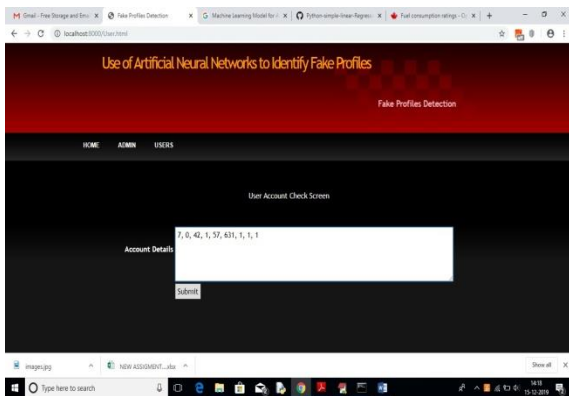 Gmail - Free Storage and Em
Fake Profiles Detection
Machine Learning Model for
Python-simple-linear-Regress
Fuel consumption ratings - O
localhost:5000/User.html
Use of Artificial Neural Networks to Identify Fake Profiles
Fake Profiles Detection
HOME ADMIN USERS
User Account Check Screen
7, 0, 42, 1, 57, 631, 1, 1, 1
Account Details
Submit
images.jpg
NEW ASSIGNMENT....xlsx
Show all
Type here to search
14:18
15-12-2019